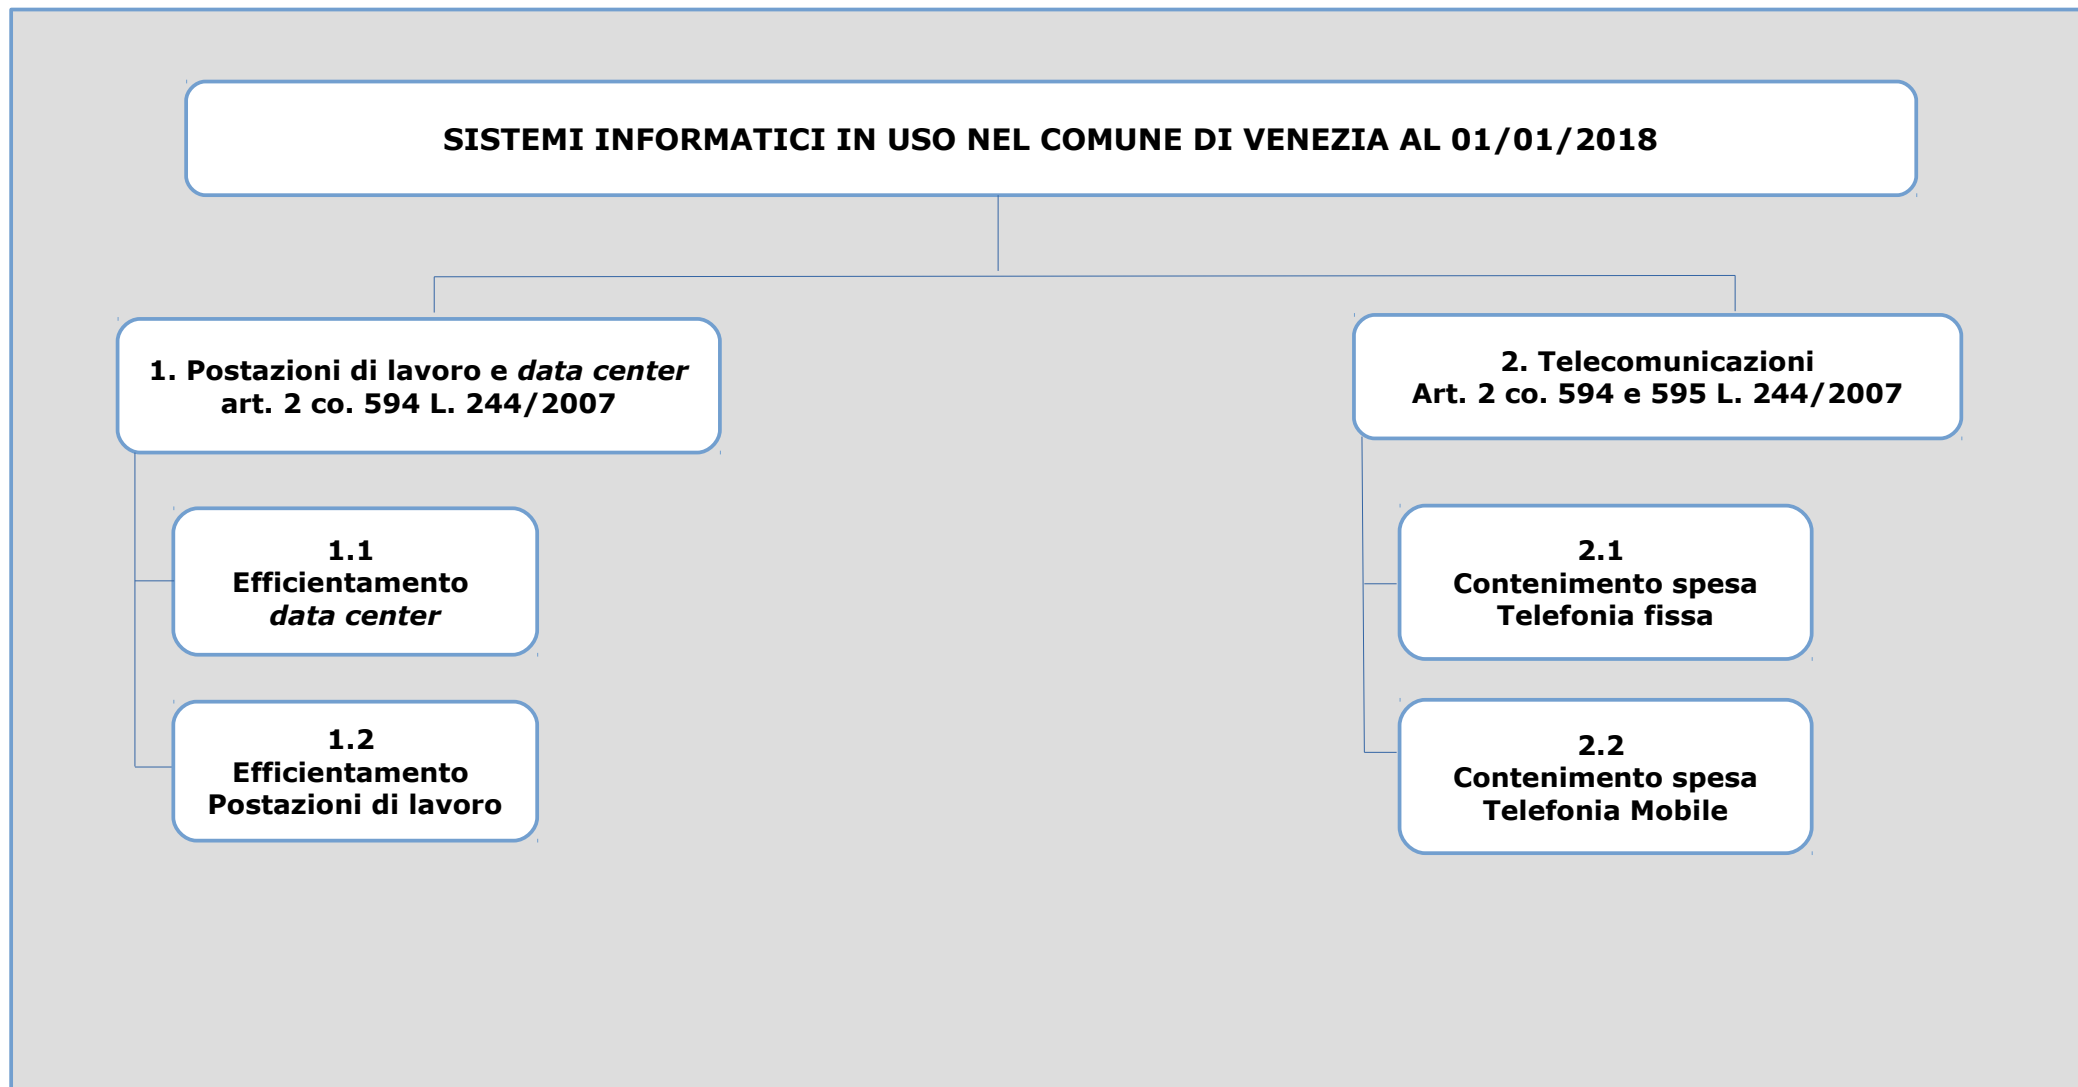 SISTEMI INFORMATICI IN USO NEL COMUNE DI VENEZIA AL 01/01/2018
1. Postazioni di lavoro e data center
art. 2 co. 594 L. 244/2007
1.1
Efficientamento
data center
1.2
Efficientamento
Postazioni di lavoro
2. Telecomunicazioni
Art. 2 co. 594 e 595 L. 244/2007
2.1
Contenimento spesa
Telefonia fissa
2.2
Contenimento spesa
Telefonia Mobile